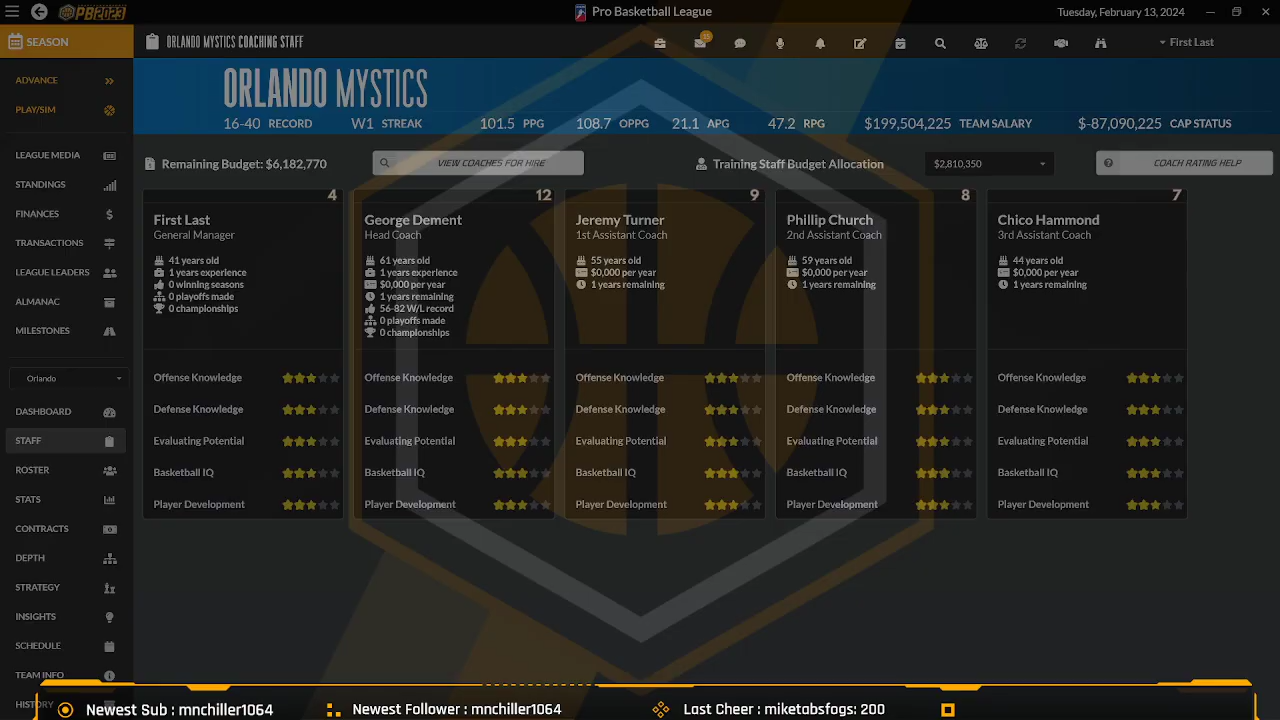 PB2023
Pro Basketball League
Tuesday, February 13, 2024
SEASON
ORLANDO MYSTICS COACHING STAFF
First Last
ADVANCE
PLAY/SIM
LEAGUE MEDIA
STANDINGS
FINANCES
TRANSACTIONS
LEAGUE LEADERS
ALMANAC
MILESTONES
Orlando
DASHBOARD
STAFF
ROSTER
STATS
CONTRACTS
DEPTH
STRATEGY
INSIGHTS
SCHEDULE
TEAM INFO
HISTORY
ORLANDO MYSTICS
16-40 RECORD W1 STREAK 101.5 PPG 108.7 OPPG 21.1 APG 47.2 RPG $199,504,225 TEAM SALARY $-87,090,225 CAP STATUS
Remaining Budget: $6,182,770
VIEW COACHES FOR HIRE
Training Staff Budget Allocation
$2,810,350
COACH RATING HELP
4
First Last
General Manager
41 years old
1 years experience
0 winning seasons
0 playoffs made
0 championships
Offense Knowledge
Defense Knowledge
Evaluating Potential
Basketball IQ
Player Development
12
George Dement
Head Coach
61 years old
1 years experience
$0,000 per year
1 years remaining
56-82 W/L record
0 playoffs made
0 championships
Offense Knowledge
Defense Knowledge
Evaluating Potential
Basketball IQ
Player Development
9
Jeremy Turner
1st Assistant Coach
55 years old
$0,000 per year
1 years remaining
Offense Knowledge
Defense Knowledge
Evaluating Potential
Basketball IQ
Player Development
8
Phillip Church
2nd Assistant Coach
59 years old
$0,000 per year
1 years remaining
Offense Knowledge
Defense Knowledge
Evaluating Potential
Basketball IQ
Player Development
7
Chico Hammond
3rd Assistant Coach
44 years old
$0,000 per year
1 years remaining
Offense Knowledge
Defense Knowledge
Evaluating Potential
Basketball IQ
Player Development
Newest Sub : mnchiller1064
Newest Follower : mnchiller1064
Last Cheer : miketabsfogs: 200